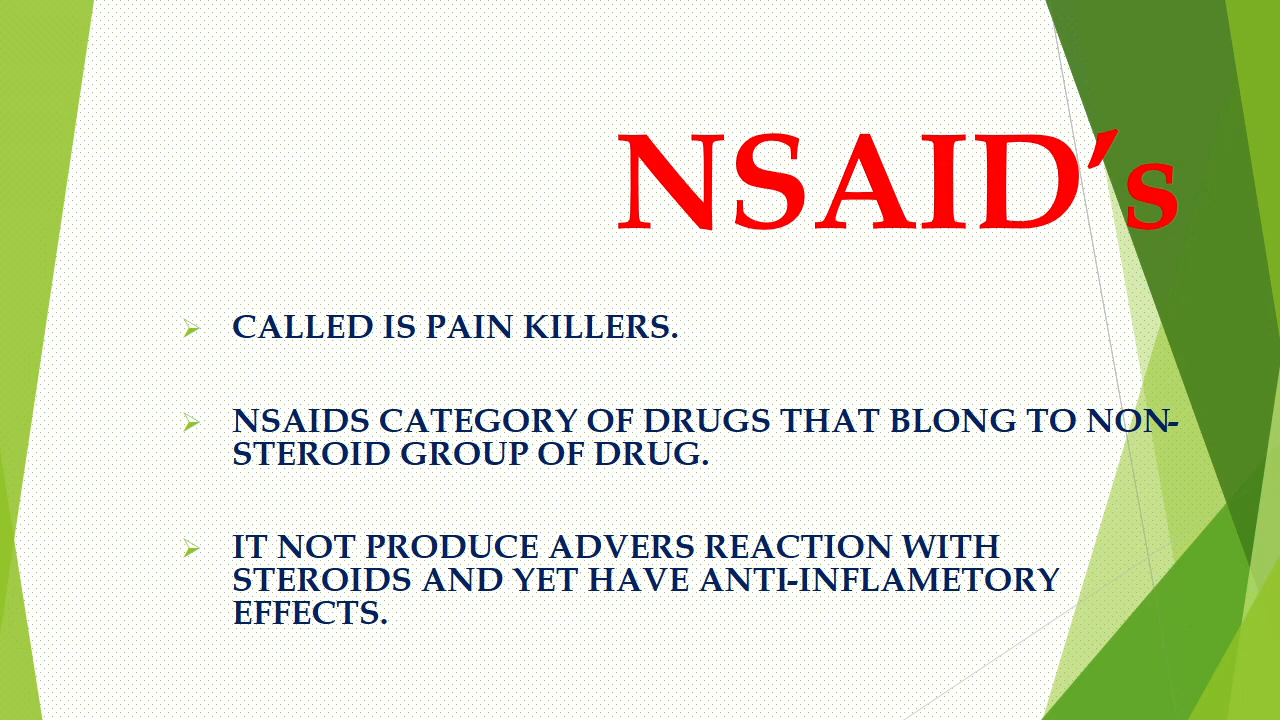 NSAID’s
CALLED IS PAIN KILLERS.
NSAIDS CATEGORY OF DRUGS THAT BLONG TO NON-
STEROID GROUP OF DRUG.
IT NOT PRODUCE ADVERS REACTION WITH
STEROIDS AND YET HAVE ANTI-INFLAMETORY
EFFECTS.